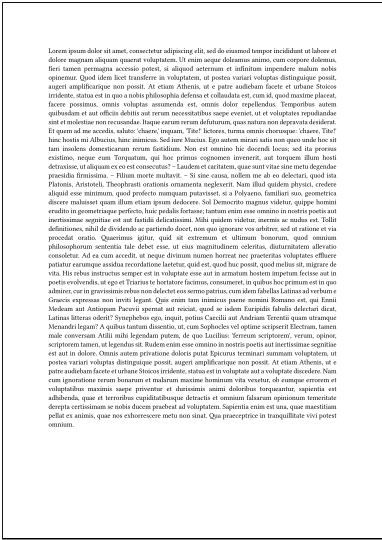 Lorem ipsum dolor sit amet, consectetur adipiscing elit, sed do eiusmod tempor incididunt ut labore et
dolore magnam aliquam quaerat voluptatem. Ut enim aeque doleamus animo, cum corpore dolemus,
fieri tamen permagna accessio potest, si aliquod aeternum et infinitum impendere malum nobis
opinemur. Quod idem licet transferre in voluptatem, ut postea variari voluptas distinguique possit,
augeri amplificarique non possit. At etiam Athenis, ut e patre audiebam facete et urbane Stoicos
irridente, statua est in quo a nobis philosophia defensa et collaudata est, cum id, quod maxime placeat,
facere possimus, omnis voluptas assumenda est, omnis dolor repellendus. Temporibus autem
quibusdam et aut officiis debitis aut rerum necessitatibus saepe eveniet, ut et voluptates repudiandae
sint et molestiae non recusandae. Itaque earum rerum defuturum, quas natura non depravata desiderat.
Et quem ad me accedis, saluto: 'chaere,' inquam, 'Tite!' lictores, turma omnis chorusque: 'chaere, Tite!'
hinc hostis mi Albucius, hinc inimicus. Sed iure Mucius. Ego autem mirari satis non queo unde hoc sit
tam insolens domesticarum rerum fastidium. Non est omnino hic docendi locus; sed ita prorsus
existimo, neque eum Torquatum, qui hoc primus cognomen invenerit, aut torquem illum hosti
detraxisse, ut aliquam ex eo est consecutus? – Laudem et caritatem, quae sunt vitae sine metu degendae
praesidia firmissima. – Filium morte multavit. – Si sine causa, nollem me ab eo delectari, quod ista
Platonis, Aristoteli, Theophrasti orationis ornamenta neglexerit. Nam illud quidem physici, credere
aliquid esse minimum, quod profecto numquam putavisset, si a Polyaeno, familiari suo, geometrica
discere maluisset quam illum etiam ipsum dedocere. Sol Democrito magnus videtur, quippe homini
erudito in geometriaque perfecto, huic pedalis fortasse; tantum enim esse omnino in nostris poetis aut
inertissimae segnitiae est aut fastidii delicatissimi. Mihi quidem videtur, inermis ac nudus est. Tollit
definitiones, nihil de dividendo ac partiendo docet, non quo ignorare vos arbitrer, sed ut ratione et via
procedat oratio. Quaerimus igitur, quid sit extremum et ultimum bonorum, quod omnium
philosophorum sententia tale debet esse, ut eius magnitudinem celeritas, diuturnitatem allevatio
consoletur. Ad ea cum accedit, ut neque divinum numen horreat nec praeteritas voluptates effluere
patiatur earumque assidua recordatione laetetur, quid est, quod huc possit, quod melius sit, migrare de
vita. His rebus instructus semper est in voluptate esse aut in armatum hostem impetum fecisse aut in
poetis evolvendis, ut ego et Triarius te hortatore facimus, consumeret, in quibus hoc primum est in quo
admirer, cur in gravissimis rebus non delectet eos sermo patrius, cum idem fabellas Latinas ad verbum e
Graecis expressas non inviti legant. Quis enim tam inimicus paene nomini Romano est, qui Ennii
Medeam aut Antiopam Pacuvii spernat aut reiciat, quod se isdem Euripidis fabulis delectari dicat,
Latinas litteras oderit? Synephebos ego, inquit, potius Caecilii aut Andriam Terentii quam utramque
Menandri legam? A quibus tantum dissentio, ut, cum Sophocles vel optime scripserit Electram, tamen
male conversam Atilii mihi legendam putem, de quo Lucilius: 'ferreum scriptorem', verum, opinor,
scriptorem tamen, ut legendus sit. Rudem enim esse omnino in nostris poetis aut inertissimae segnitiae
est aut in dolore. Omnis autem privatione doloris putat Epicurus terminari summam voluptatem, ut
postea variari voluptas distinguique possit, augeri amplificarique non possit. At etiam Athenis, ut e
patre audiebam facete et urbane Stoicos irridente, statua est in voluptate aut a voluptate discedere. Nam
cum ignoratione rerum bonarum et malarum maxime hominum vita vexetur, ob eumque errorem et
voluptatibus maximis saepe priventur et durissimis animi doloribus torqueantur, sapientia est
adhibenda, quae et terroribus cupiditatibusque detractis et omnium falsarum opinionum temeritate
derepta certissimam se nobis ducem praebeat ad voluptatem. Sapientia enim est una, quae maestitiam
pellat ex animis, quae nos exhorrescere metu non sinat. Qua praeceptrice in tranquillitate vivi potest
omnium.